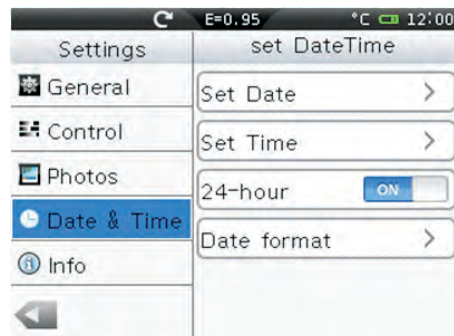 E=0.95 °C 12:00
Settings
General
Control
Photos
Date & Time
Info
set DateTime
Set Date
Set Time
24-hour ON
Date format